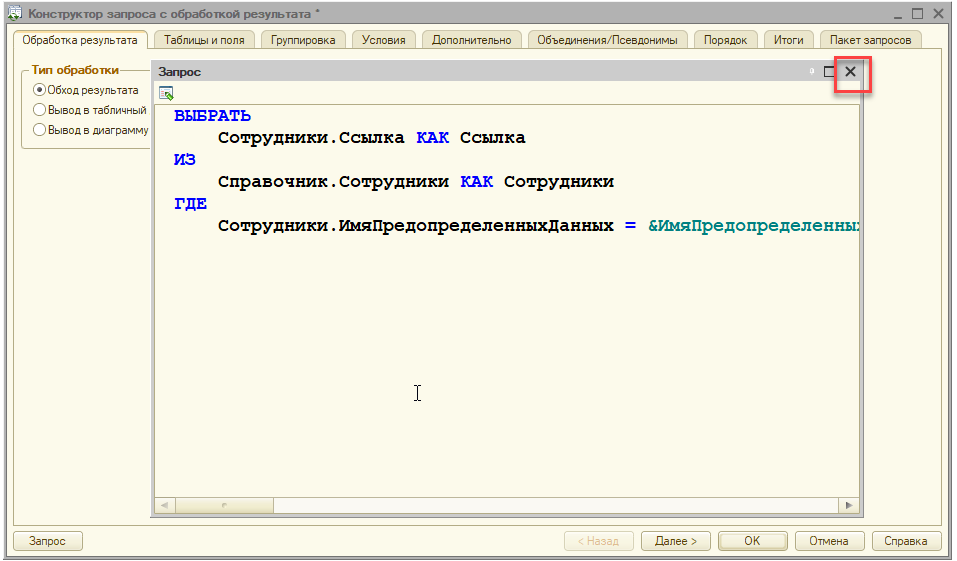 Конструктор запроса с обработкой результата *
Обработка результата Таблицы и поля Группировка Условия Дополнительно Объединения/Псевдонимы Порядок Итоги Пакет запросов
Тип обработки
Обход результата
Вывод в табличный
Вывод в диаграмму
Запрос
ВЫБРАТЬ
Сотрудники.Ссылка КАК Ссылка
ИЗ
Справочник.Сотрудники КАК Сотрудники
ГДЕ
Сотрудники.ИмяПредопределенныхДанных = &ИмяПредопределенны
Запрос < Назад Далее > ОК Отмена Справка